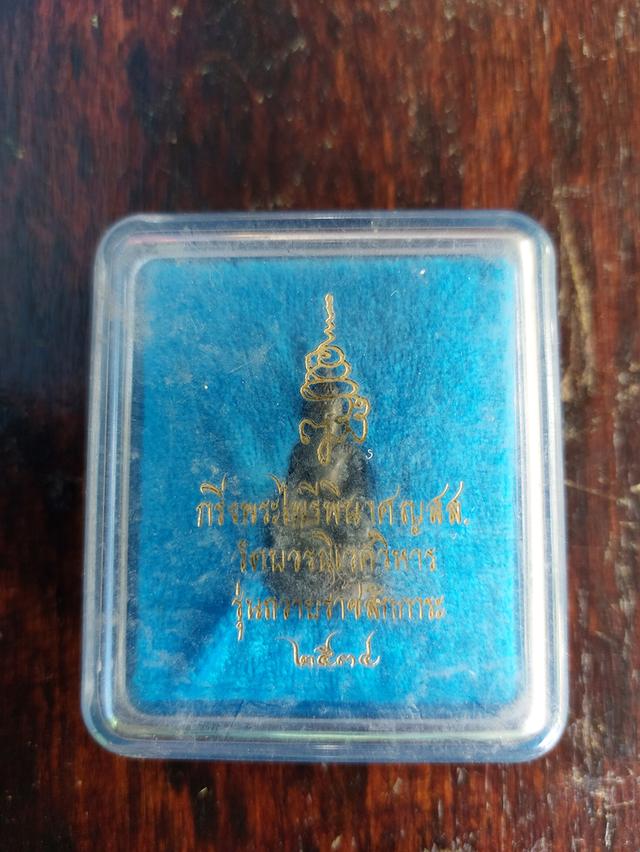 กริ่งพระไพรีพินาศ ญสส.
วัดบวรนิเวศวิหาร
รุ่นถวายราชสักการะ
๒๕๓๔